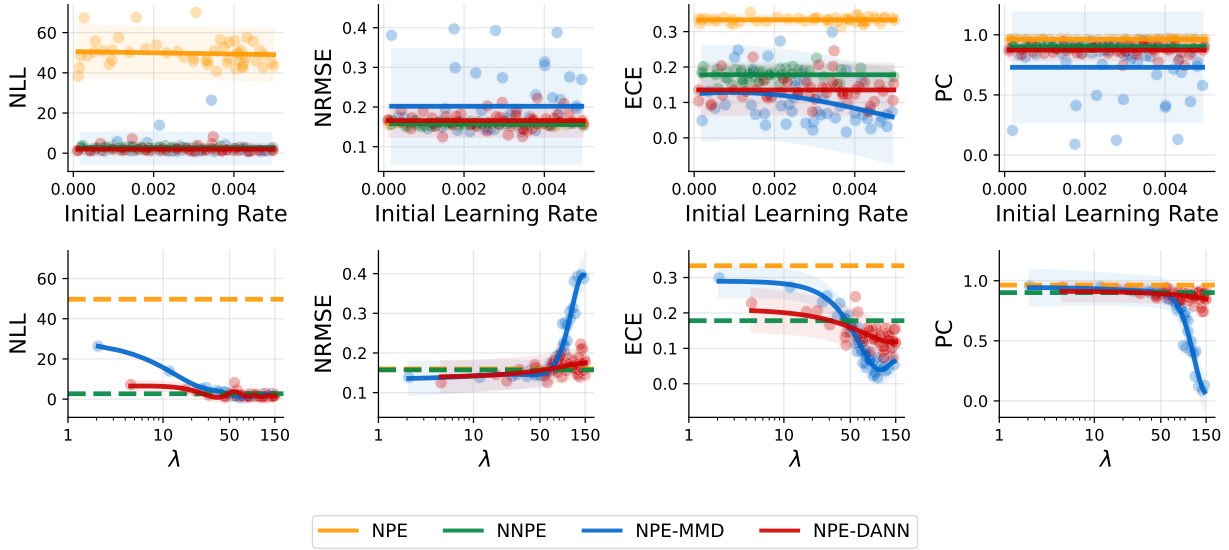 NLL
60
40
20
0
0.000 0.002 0.004
Initial Learning Rate
NRMSE
0.4
0.3
0.2
0.1
0.000 0.002 0.004
Initial Learning Rate
ECE
0.3
0.2
0.1
0.0
0.000 0.002 0.004
Initial Learning Rate
PC
1.0
0.5
0.0
0.000 0.002 0.004
Initial Learning Rate
NLL
60
40
20
0
1 10 50 150
λ
NRMSE
0.4
0.3
0.2
0.1
1 10 50 150
λ
ECE
0.3
0.2
0.1
0.0
1 10 50 150
λ
PC
1.0
0.5
0.0
1 10 50 150
λ
NPE NNPE NPE-MMD NPE-DANN